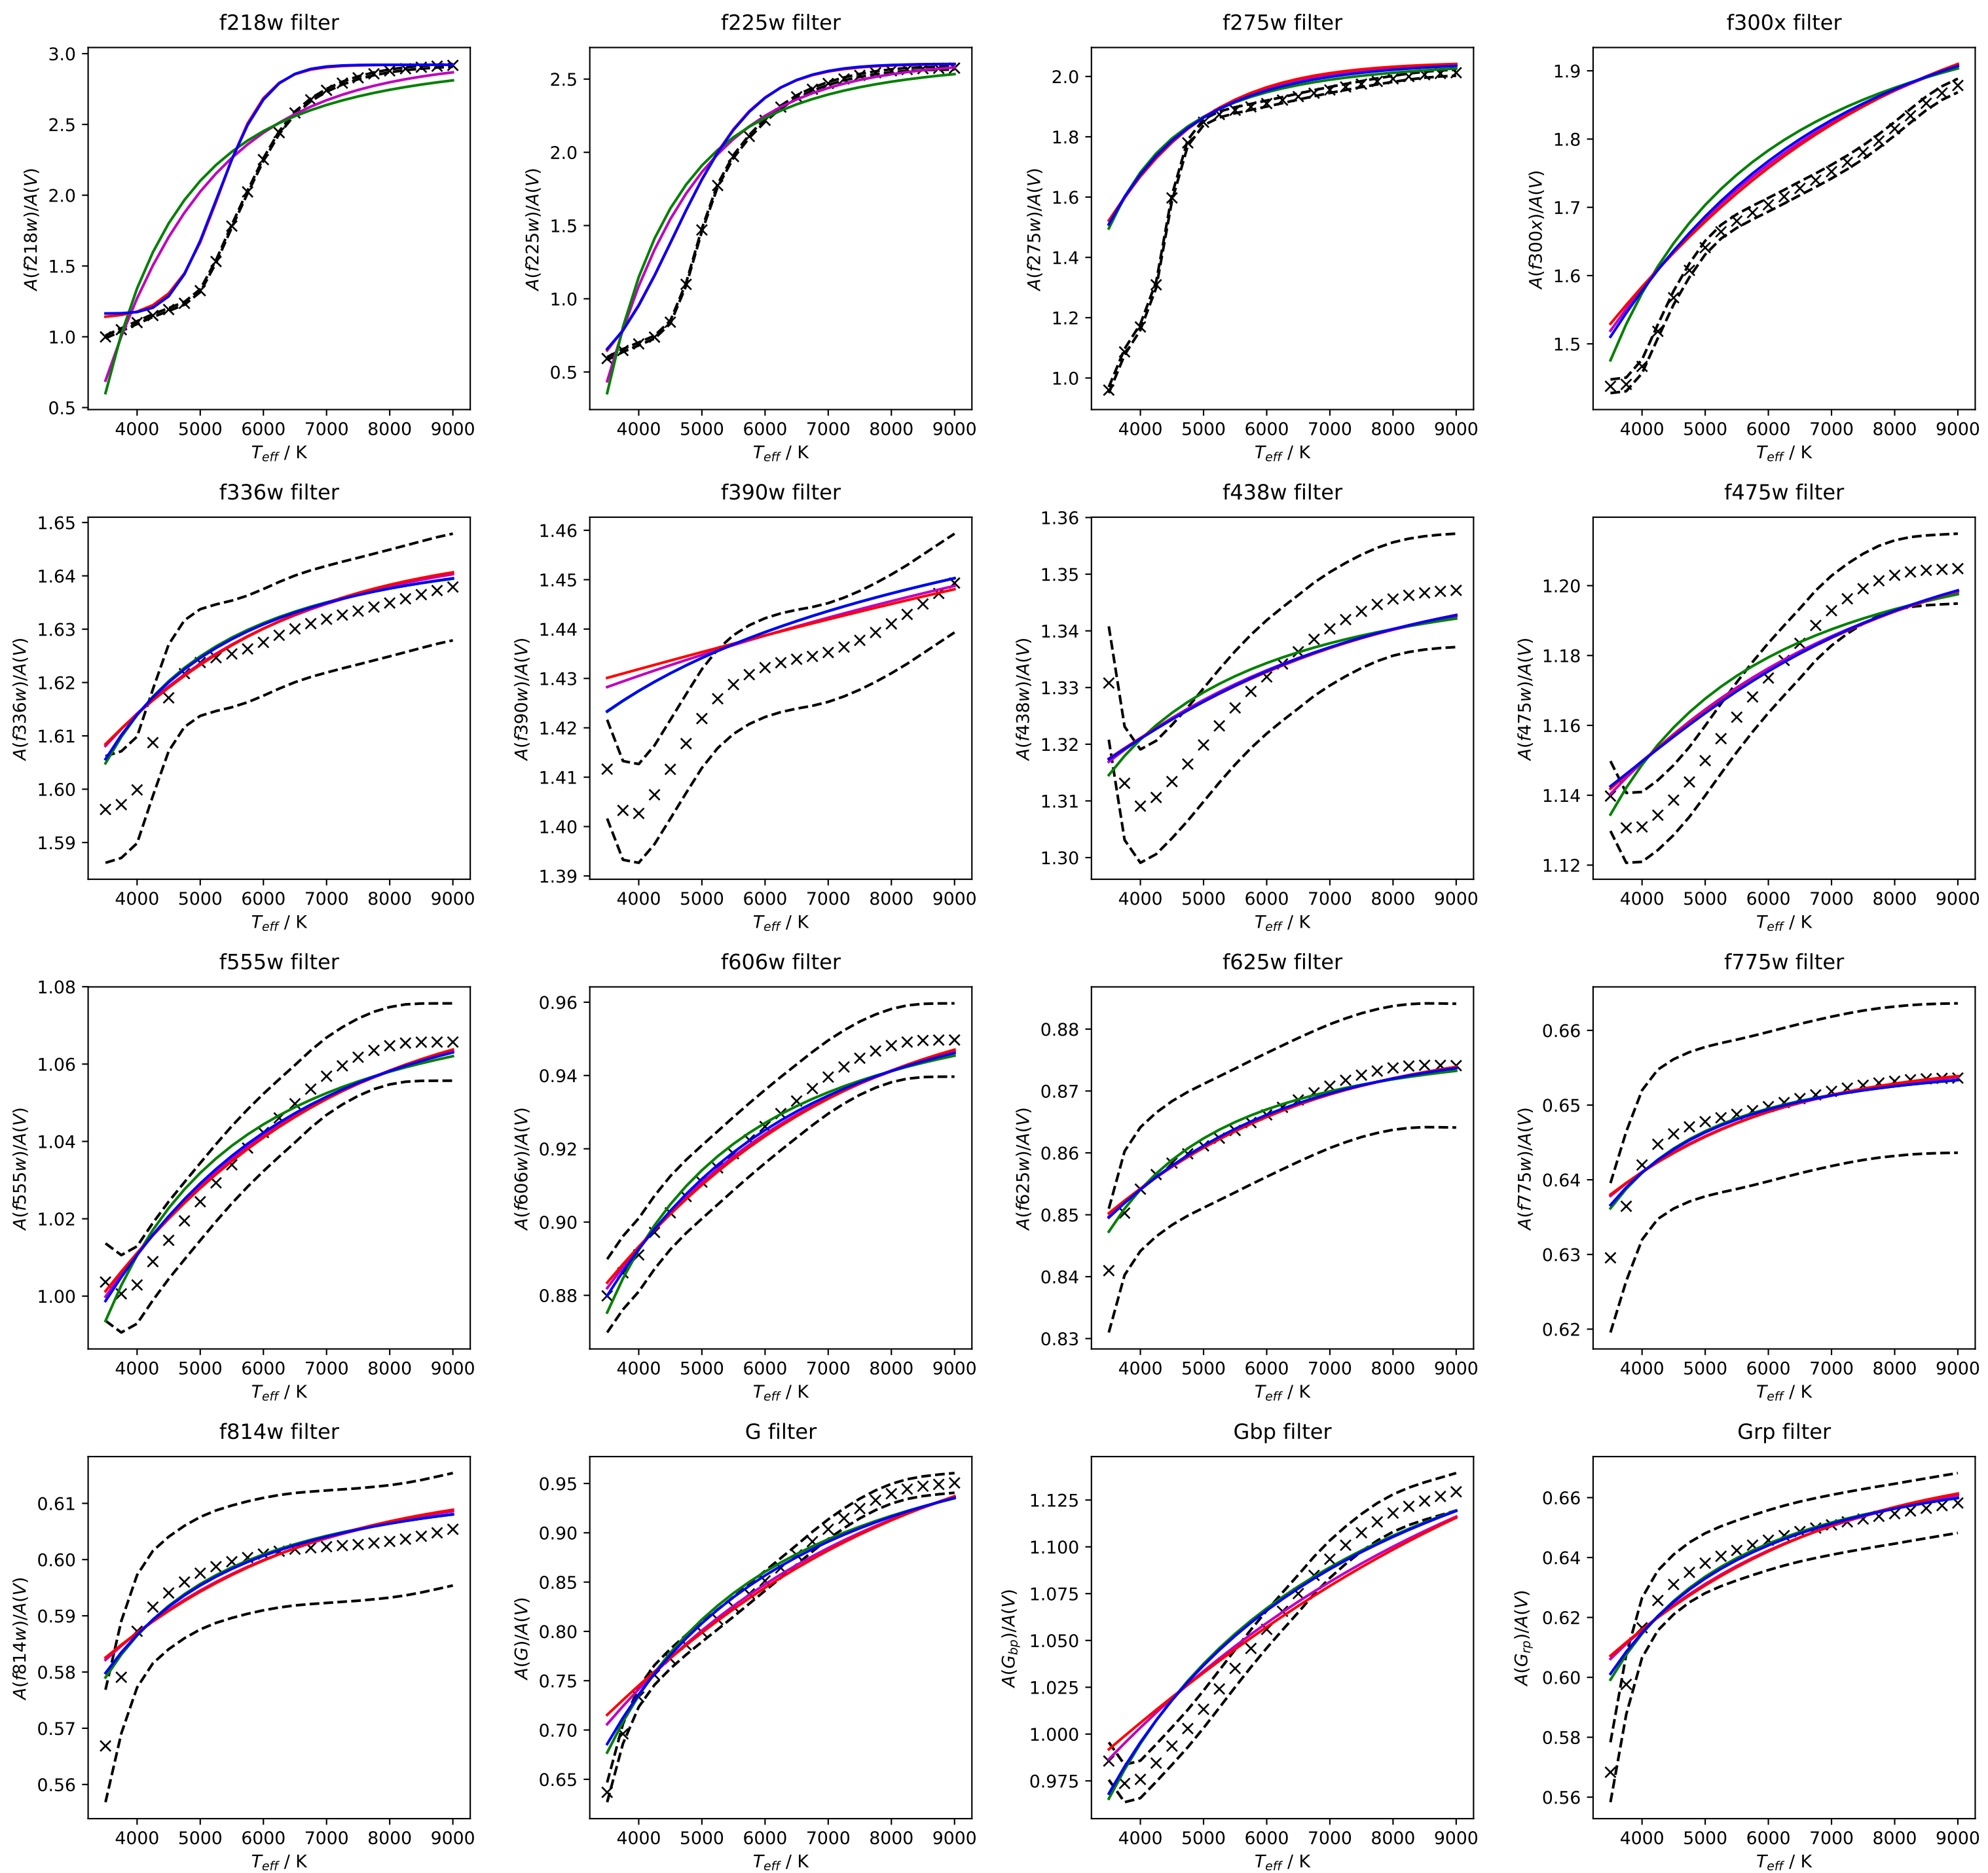 f218w filter
f225w filter
f275w filter
f300x filter
A(f218w)/A(V)
3.0
2.5
2.0
1.5
1.0
0.5
4000 5000 6000 7000 8000 9000
T_eff / K
A(f225w)/A(V)
2.5
2.0
1.5
1.0
0.5
4000 5000 6000 7000 8000 9000
T_eff / K
A(f275w)/A(V)
2.0
1.8
1.6
1.4
1.2
1.0
4000 5000 6000 7000 8000 9000
T_eff / K
A(f300x)/A(V)
1.9
1.8
1.7
1.6
1.5
4000 5000 6000 7000 8000 9000
T_eff / K
f336w filter
f390w filter
f438w filter
f475w filter
A(f336w)/A(V)
1.65
1.64
1.63
1.62
1.61
1.60
1.59
4000 5000 6000 7000 8000 9000
T_eff / K
A(f390w)/A(V)
1.46
1.45
1.44
1.43
1.42
1.41
1.40
1.39
4000 5000 6000 7000 8000 9000
T_eff / K
A(f438w)/A(V)
1.36
1.35
1.34
1.33
1.32
1.31
1.30
4000 5000 6000 7000 8000 9000
T_eff / K
A(f475w)/A(V)
1.20
1.18
1.16
1.14
1.12
4000 5000 6000 7000 8000 9000
T_eff / K
f555w filter
f606w filter
f625w filter
f775w filter
A(f555w)/A(V)
1.08
1.06
1.04
1.02
1.00
4000 5000 6000 7000 8000 9000
T_eff / K
A(f606w)/A(V)
0.96
0.94
0.92
0.90
0.88
4000 5000 6000 7000 8000 9000
T_eff / K
A(f625w)/A(V)
0.88
0.87
0.86
0.85
0.84
0.83
4000 5000 6000 7000 8000 9000
T_eff / K
A(f775w)/A(V)
0.66
0.65
0.64
0.63
0.62
4000 5000 6000 7000 8000 9000
T_eff / K
f814w filter
G filter
Gbp filter
Grp filter
A(f814w)/A(V)
0.61
0.60
0.59
0.58
0.57
0.56
4000 5000 6000 7000 8000 9000
T_eff / K
A(G)/A(V)
0.95
0.90
0.85
0.80
0.75
0.70
0.65
4000 5000 6000 7000 8000 9000
T_eff / K
A(G_bp)/A(V)
1.125
1.100
1.075
1.050
1.025
1.000
0.975
4000 5000 6000 7000 8000 9000
T_eff / K
A(G_rp)/A(V)
0.66
0.64
0.62
0.60
0.58
0.56
4000 5000 6000 7000 8000 9000
T_eff / K